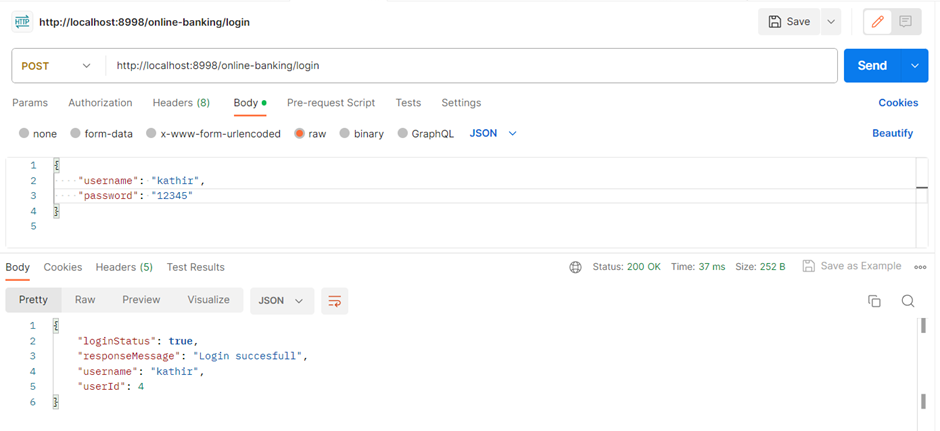 HTTP http://localhost:8998/online-banking/login Save
POST http://localhost:8998/online-banking/login Send
Params Authorization Headers (8) Body Pre-request Script Tests Settings Cookies
none form-data x-www-form-urlencoded raw binary GraphQL JSON Beautify
1 {
2 "username": "kathir",
3 "password": "12345"
4 }
5
Body Cookies Headers (5) Test Results Status: 200 OK Time: 37 ms Size: 252 B Save as Example
Pretty Raw Preview Visualize JSON
1 {
2 "loginStatus": true,
3 "responseMessage": "Login succesfull",
4 "username": "kathir",
5 "userId": 4
6 }